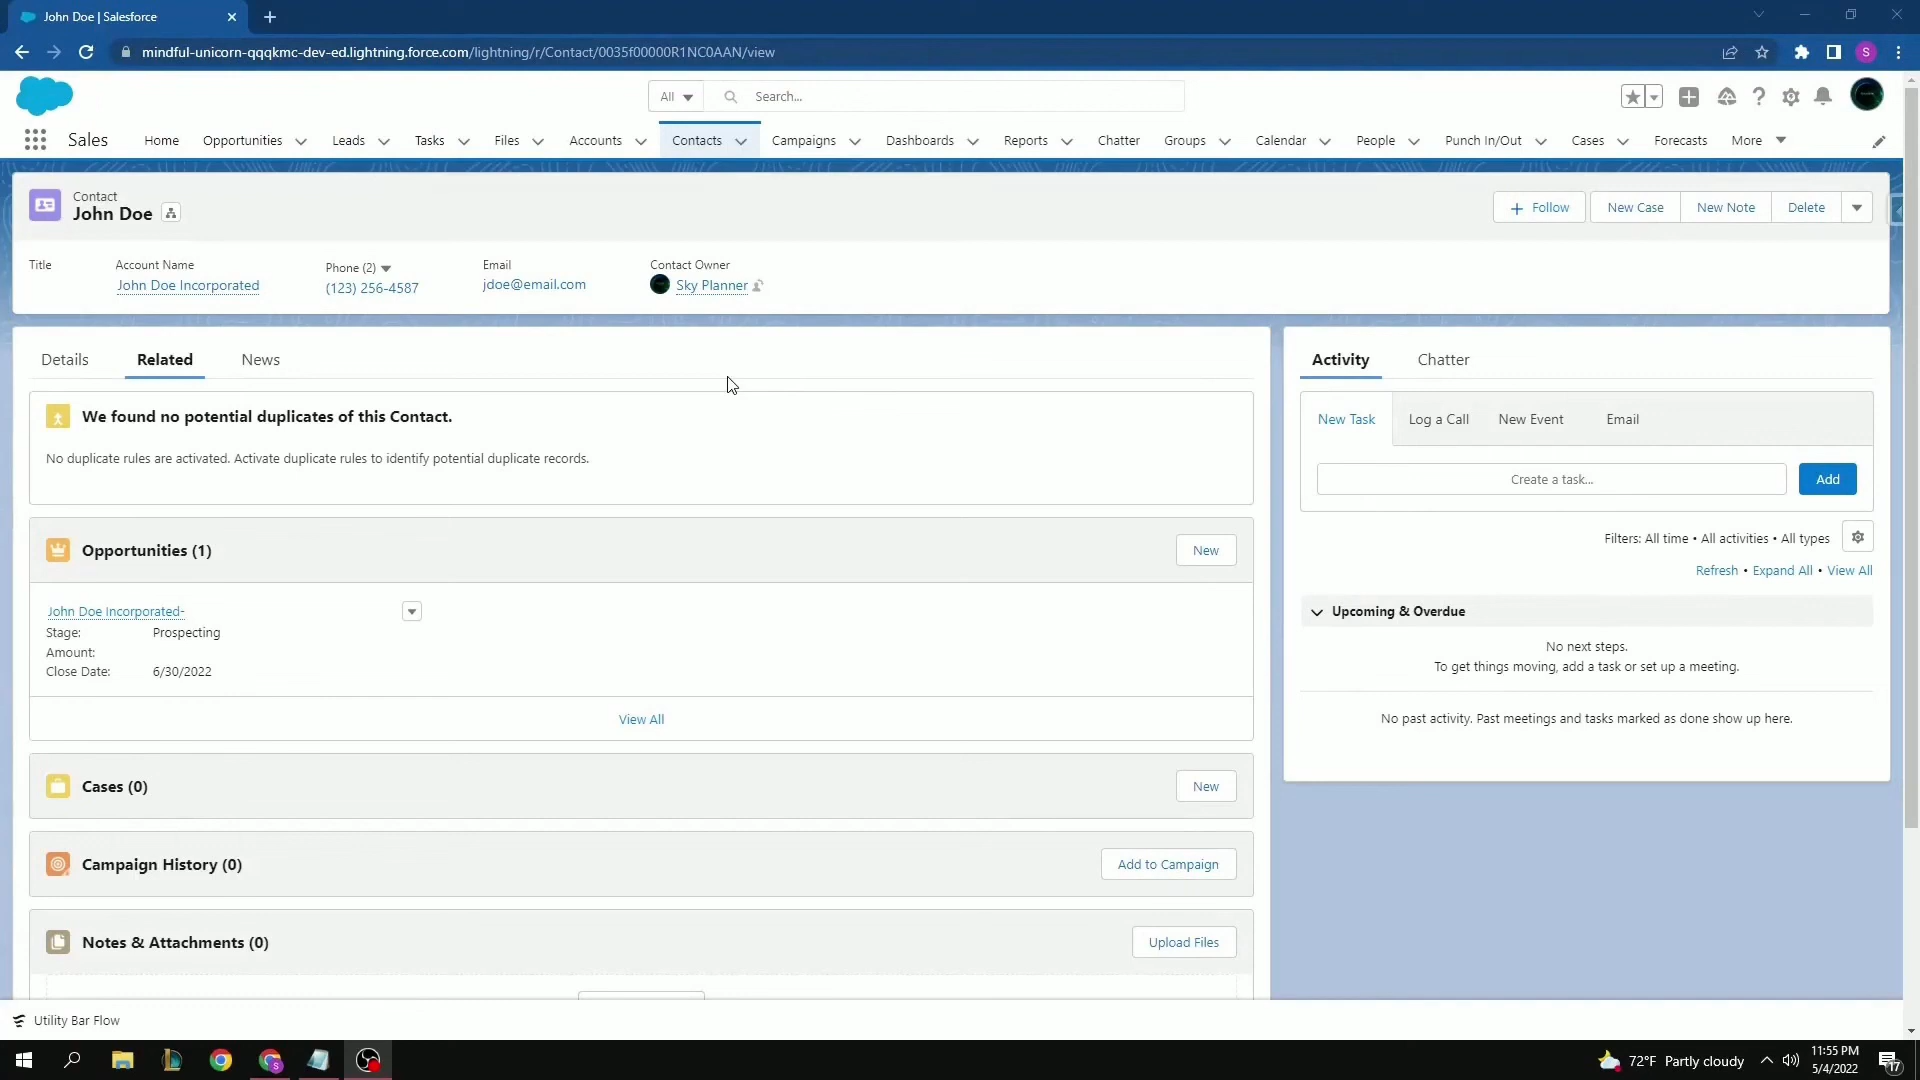 John Doe | Salesforce
mindful-unicorn-qqqkmc-dev-ed.lightning.force.com/lightning/r/Contact/0035f00000R1NC0AAN/view
S
All
Search...
Sales
Home
Opportunities
Leads
Tasks
Files
Accounts
Contacts
Campaigns
Dashboards
Reports
Chatter
Groups
Calendar
People
Punch In/Out
Cases
Forecasts
More
Contact
John Doe
Follow
New Case
New Note
Delete
Title
Account Name
John Doe Incorporated
Phone (2)
(123) 256-4587
Email
jdoe@email.com
Contact Owner
Sky Planner
Details
Related
News
We found no potential duplicates of this Contact.
No duplicate rules are activated. Activate duplicate rules to identify potential duplicate records.
Opportunities (1)
New
John Doe Incorporated-
Stage: Prospecting
Amount:
Close Date: 6/30/2022
View All
Cases (0)
New
Campaign History (0)
Add to Campaign
Notes & Attachments (0)
Upload Files
Activity
Chatter
New Task
Log a Call
New Event
Email
Create a task...
Add
Filters: All time • All activities • All types
Refresh • Expand All • View All
Upcoming & Overdue
No next steps.
To get things moving, add a task or set up a meeting.
No past activity. Past meetings and tasks marked as done show up here.
Utility Bar Flow
S
72°F Partly cloudy
11:55 PM
5/4/2022
17